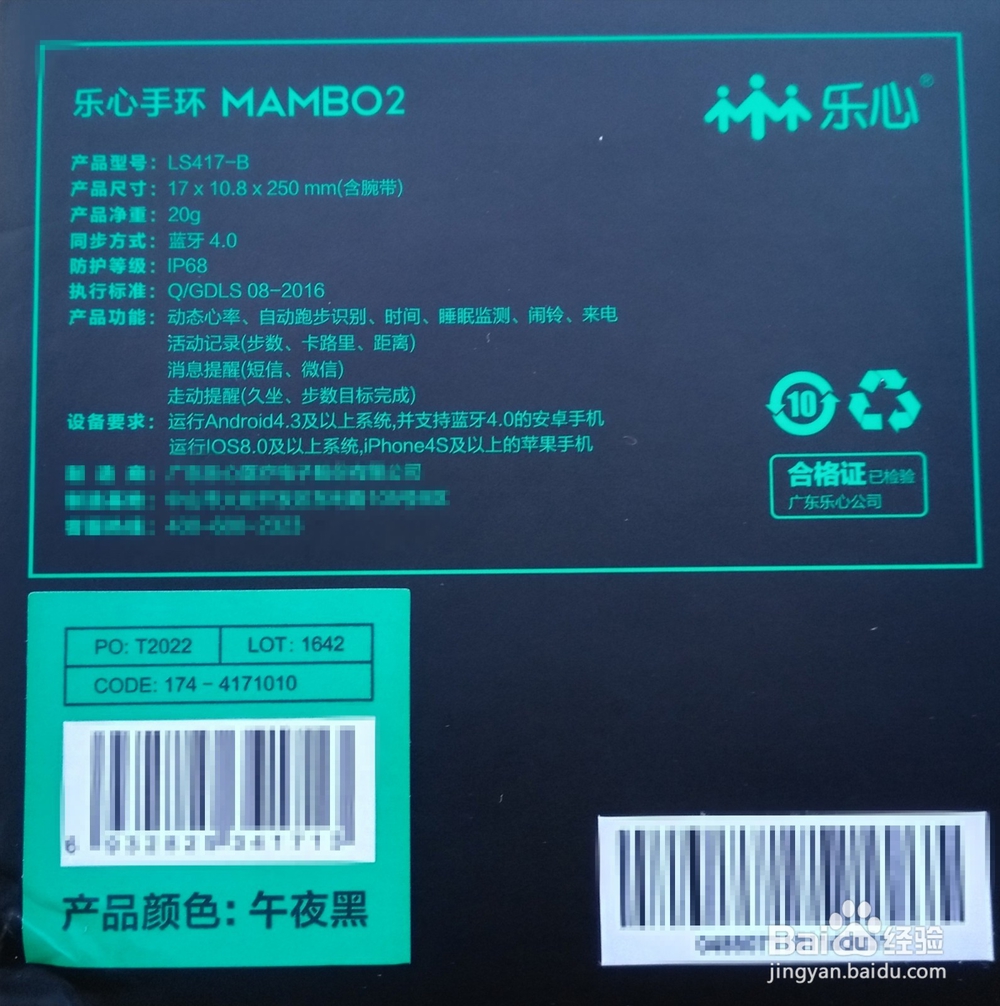 乐心手环 MAMBO2
乐心®
产品型号：LS417-B
产品尺寸：17 x 10.8 x 250 mm(含腕带)
产品净重：20g
同步方式：蓝牙 4.0
防护等级：IP68
执行标准：Q/GDLS 08-2016
产品功能：动态心率、自动跑步识别、时间、睡眠监测、闹铃、来电
活动记录(步数、卡路里、距离)
消息提醒(短信、微信)
走动提醒(久坐、步数目标完成)
设备要求：运行Android4.3及以上系统,并支持蓝牙4.0的安卓手机
运行IOS8.0及以上系统,iPhone4S及以上的苹果手机
10
合格证已检验
广东乐心公司
PO: T2022
LOT: 1642
CODE: 174-4171010
产品颜色：午夜黑
Baidu经验
jingyan.baidu.com